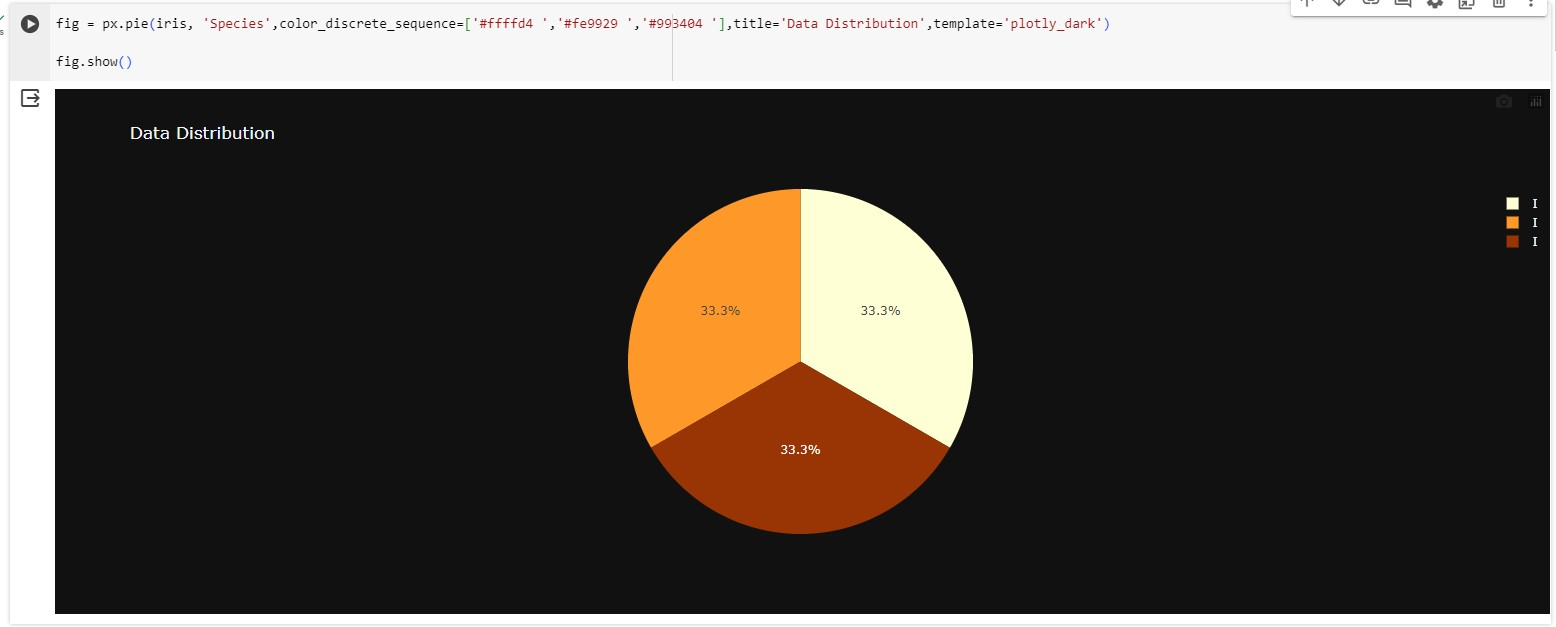 fig = px.pie(iris, 'Species',color_discrete_sequence=['#ffffd4 ','#fe9929 ','#993404 '],title='Data Distribution',template='plotly_dark')
fig.show()
Data Distribution
I
I
I
33.3% 33.3%
33.3%